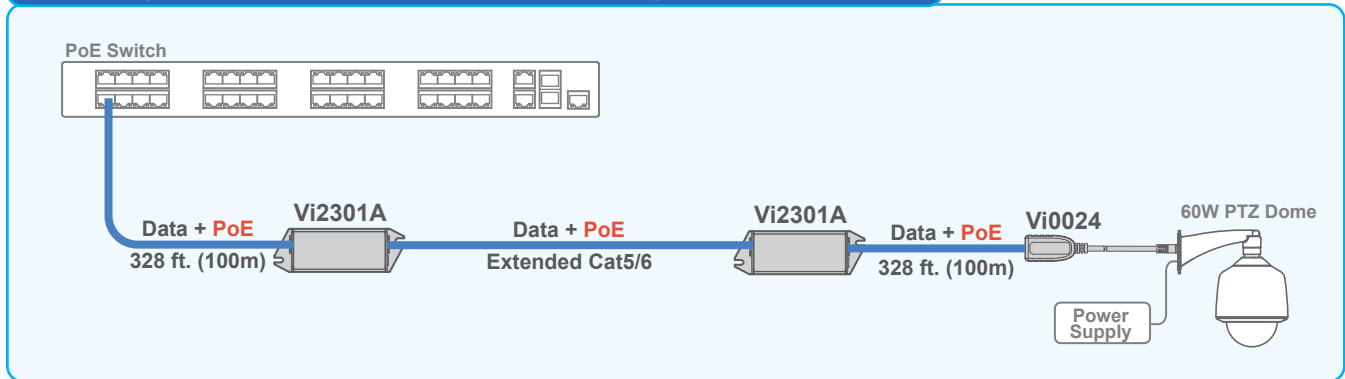 PoE Switch
Vi2301A
Data + PoE
328 ft. (100m)
Data + PoE
Extended Cat5/6
Vi2301A
Data + PoE
328 ft. (100m)
Vi0024
60W PTZ Dome
Power
Supply